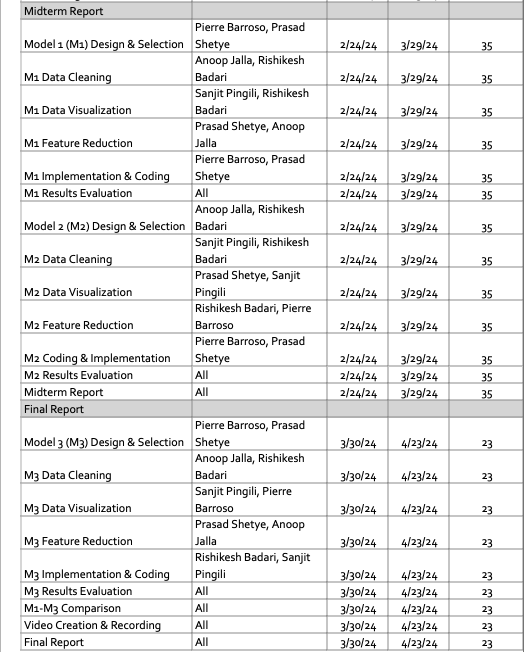 Midterm Report
Model 1 (M1) Design & Selection Pierre Barroso, Prasad Shetye 2/24/24 3/29/24 35
M1 Data Cleaning Anoop Jalla, Rishikesh Badari 2/24/24 3/29/24 35
M1 Data Visualization Sanjit Pingili, Rishikesh Badari 2/24/24 3/29/24 35
M1 Feature Reduction Prasad Shetye, Anoop Jalla 2/24/24 3/29/24 35
M1 Implementation & Coding Pierre Barroso, Prasad Shetye 2/24/24 3/29/24 35
M1 Results Evaluation All 2/24/24 3/29/24 35
Model 2 (M2) Design & Selection Anoop Jalla, Rishikesh Badari 2/24/24 3/29/24 35
M2 Data Cleaning Sanjit Pingili, Rishikesh Badari 2/24/24 3/29/24 35
M2 Data Visualization Prasad Shetye, Sanjit Pingili 2/24/24 3/29/24 35
M2 Feature Reduction Rishikesh Badari, Pierre Barroso 2/24/24 3/29/24 35
M2 Coding & Implementation Pierre Barroso, Prasad Shetye 2/24/24 3/29/24 35
M2 Results Evaluation All 2/24/24 3/29/24 35
Midterm Report All 2/24/24 3/29/24 35
Final Report
Model 3 (M3) Design & Selection Pierre Barroso, Prasad Shetye 3/30/24 4/23/24 23
M3 Data Cleaning Anoop Jalla, Rishikesh Badari 3/30/24 4/23/24 23
M3 Data Visualization Sanjit Pingili, Pierre Barroso 3/30/24 4/23/24 23
M3 Feature Reduction Prasad Shetye, Anoop Jalla 3/30/24 4/23/24 23
M3 Implementation & Coding Rishikesh Badari, Sanjit Pingili 3/30/24 4/23/24 23
M3 Results Evaluation All 3/30/24 4/23/24 23
M1-M3 Comparison All 3/30/24 4/23/24 23
Video Creation & Recording All 3/30/24 4/23/24 23
Final Report All 3/30/24 4/23/24 23